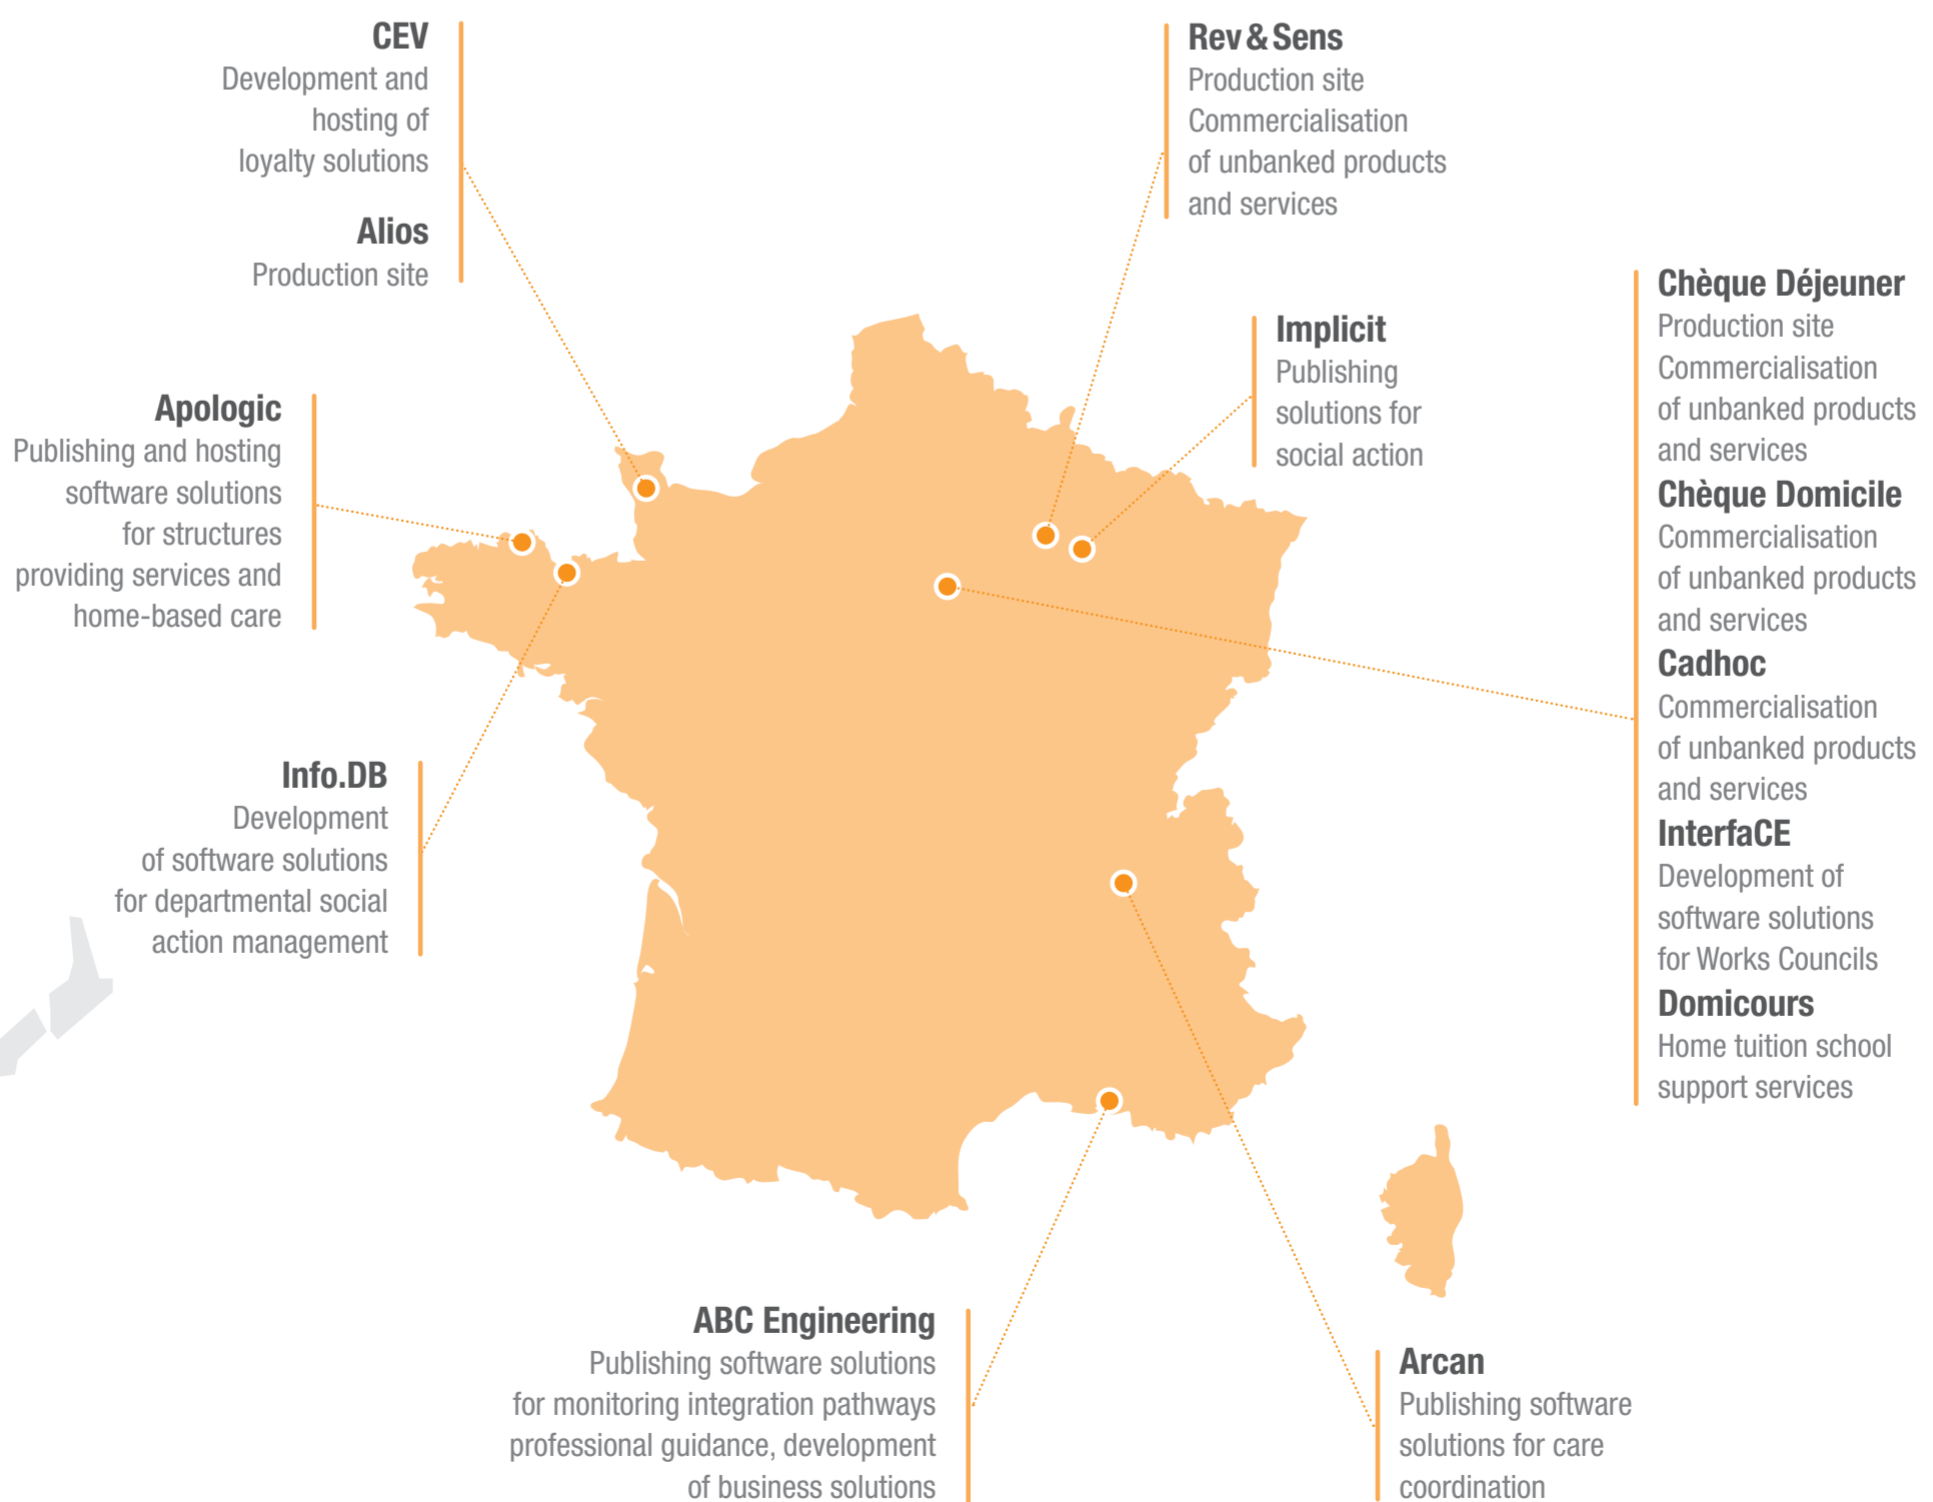 CEV
Development and
hosting of
loyalty solutions
Alios
Production site
Rev & Sens
Production site
Commercialisation
of unbanked products
and services
Implicit
Publishing
solutions for
social action
Chèque Déjeuner
Production site
Commercialisation
of unbanked products
and services
Chèque Domicile
Commercialisation
of unbanked products
and services
Cadhoc
Commercialisation
of unbanked products
and services
InterfaCE
Development of
software solutions
for Works Councils
Domicours
Home tuition school
support services
Apologic
Publishing and hosting
software solutions
for structures
providing services and
home-based care
Info.DB
Development
of software solutions
for departmental social
action management
ABC Engineering
Publishing software solutions
for monitoring integration pathways
professional guidance, development
of business solutions
Arcan
Publishing software
solutions for care
coordination